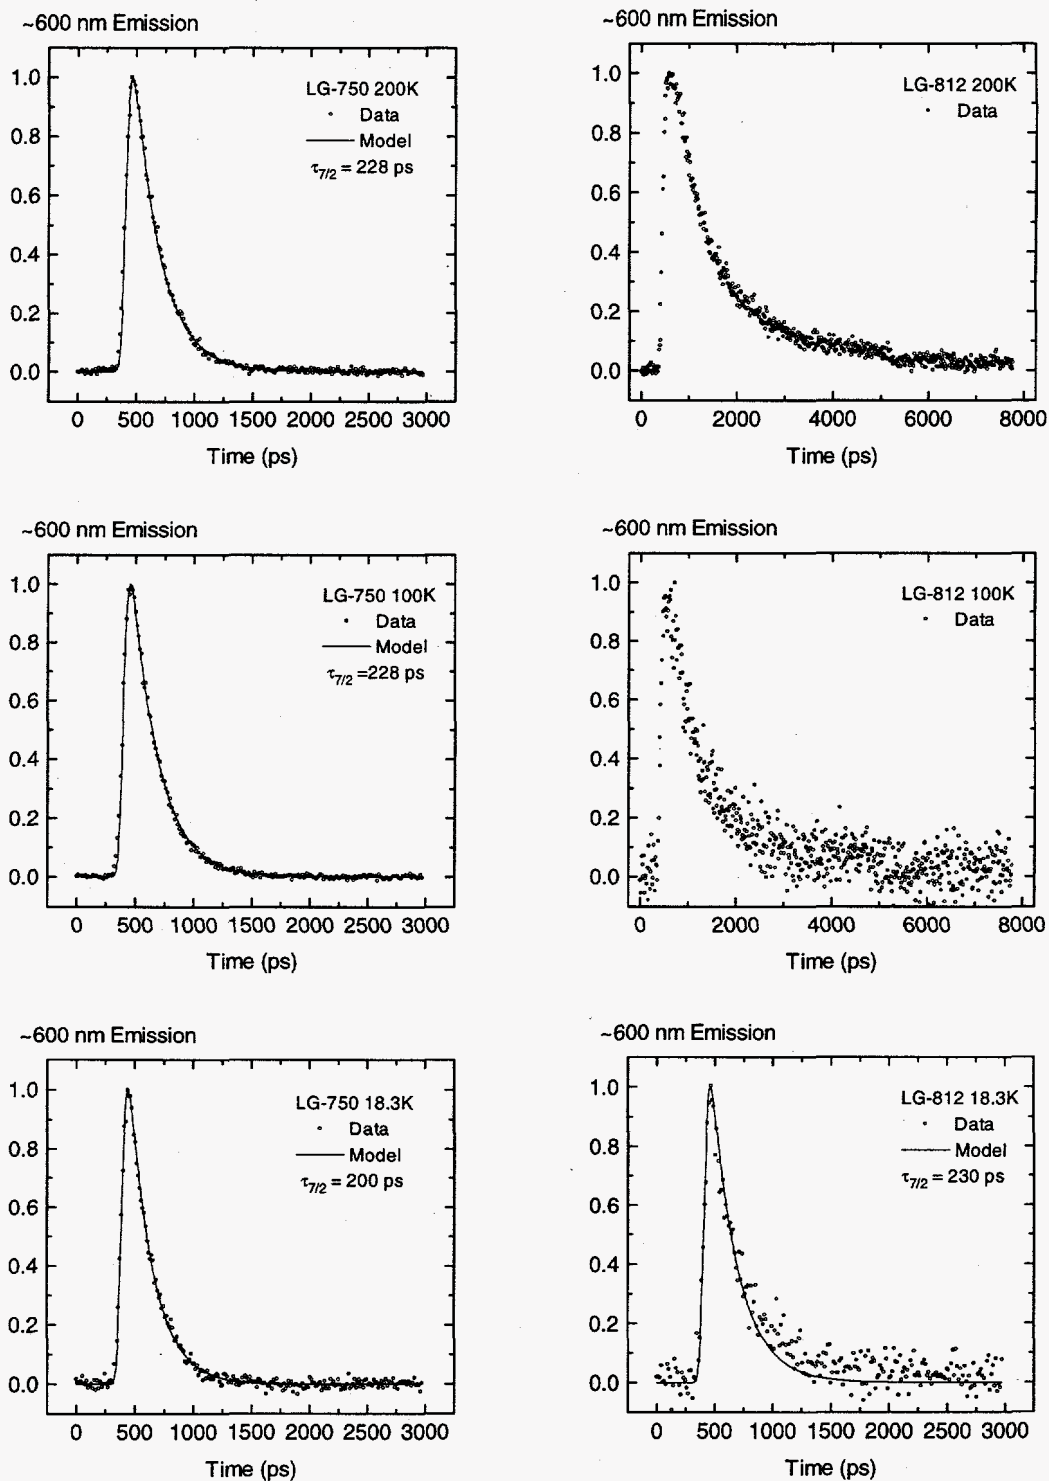 ~600 nm Emission
1.0
0.8
0.6
0.4
0.2
0.0
LG-750 200K
Data
Model
τ7/2 = 228 ps
0 500 1000 1500 2000 2500 3000
Time (ps)
~600 nm Emission
1.0
0.8
0.6
0.4
0.2
0.0
LG-812 200K
Data
0 2000 4000 6000 8000
Time (ps)
~600 nm Emission
1.0
0.8
0.6
0.4
0.2
0.0
LG-750 100K
Data
Model
τ7/2 =228 ps
0 500 1000 1500 2000 2500 3000
Time (ps)
~600 nm Emission
1.0
0.8
0.6
0.4
0.2
0.0
LG-812 100K
Data
0 2000 4000 6000 8000
Time (ps)
~600 nm Emission
1.0
0.8
0.6
0.4
0.2
0.0
LG-750 18.3K
Data
Model
τ7/2 = 200 ps
0 500 1000 1500 2000 2500 3000
Time (ps)
~600 nm Emission
1.0
0.8
0.6
0.4
0.2
0.0
LG-812 18.3K
Data
Model
τ7/2 = 230 ps
0 500 1000 1500 2000 2500 3000
Time (ps)